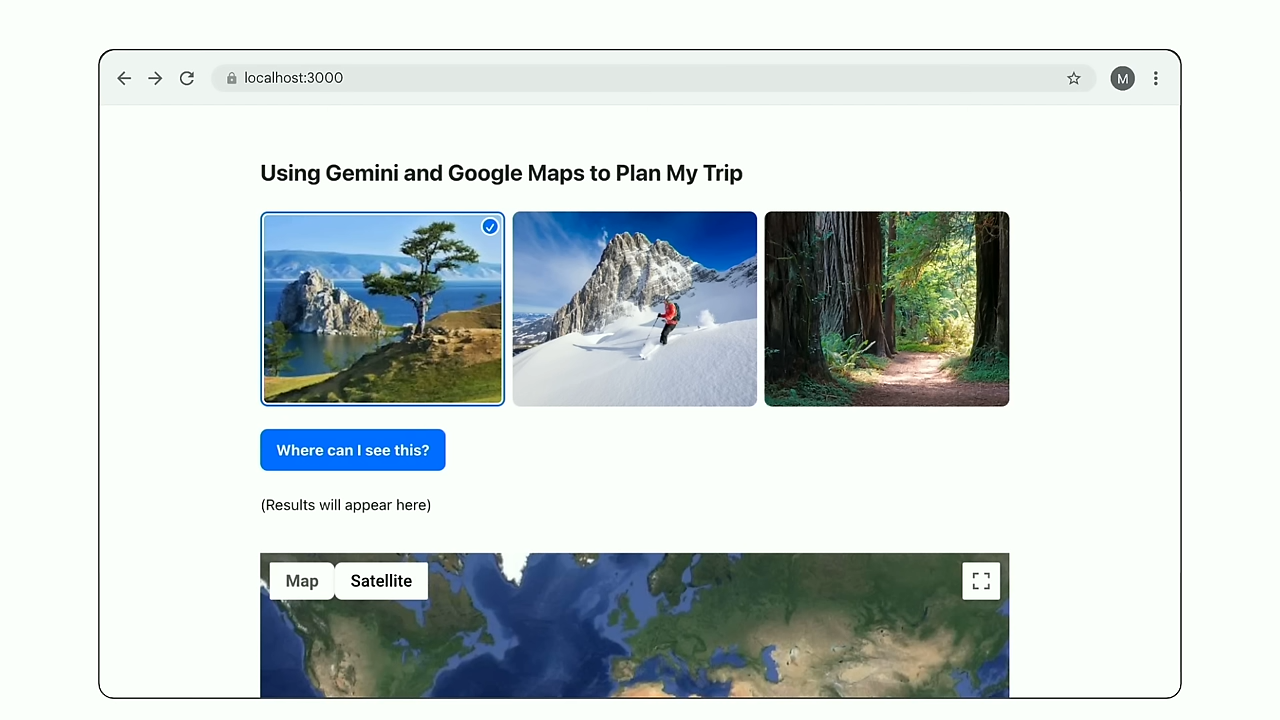 localhost:3000
M
Using Gemini and Google Maps to Plan My Trip
Where can I see this?
(Results will appear here)
Map Satellite